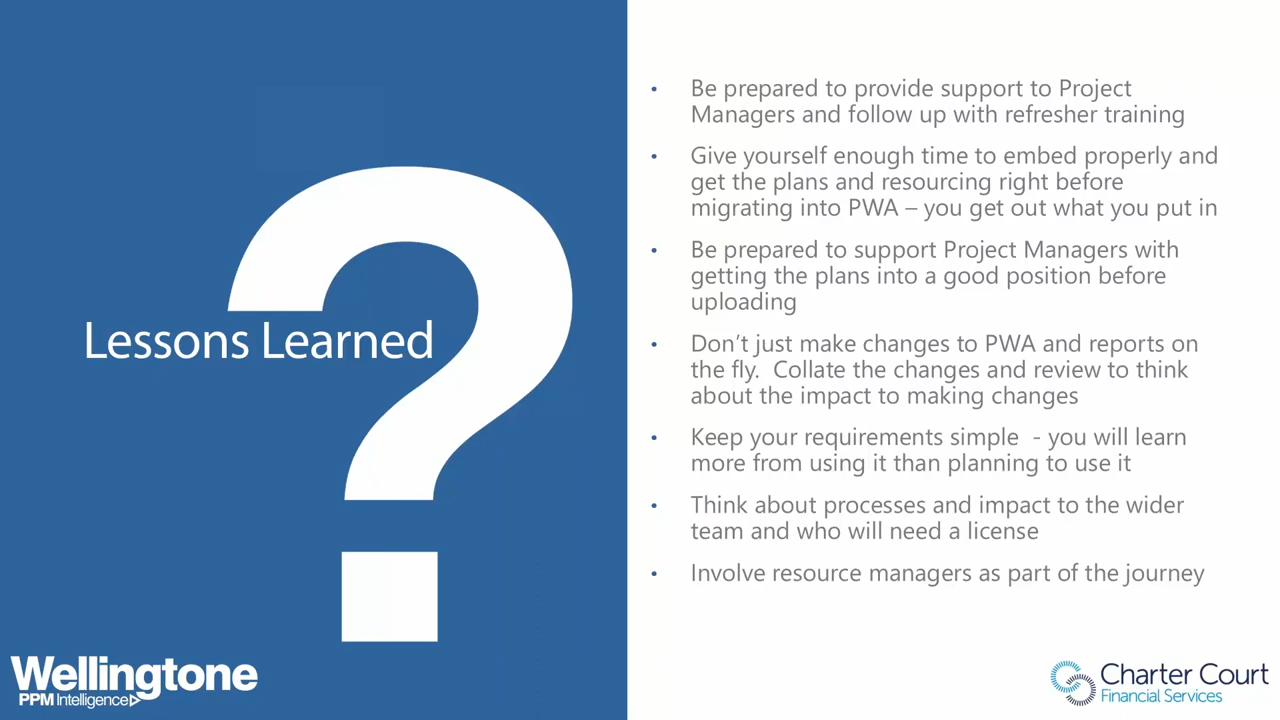 Lessons Learned
• Be prepared to provide support to Project
Managers and follow up with refresher training
• Give yourself enough time to embed properly and
get the plans and resourcing right before
migrating into PWA – you get out what you put in
• Be prepared to support Project Managers with
getting the plans into a good position before
uploading
• Don’t just make changes to PWA and reports on
the fly.  Collate the changes and review to think
about the impact to making changes
• Keep your requirements simple  - you will learn
more from using it than planning to use it
• Think about processes and impact to the wider
team and who will need a license
• Involve resource managers as part of the journey
?
Wellingtone
PPM Intelligence
Charter Court
Financial Services